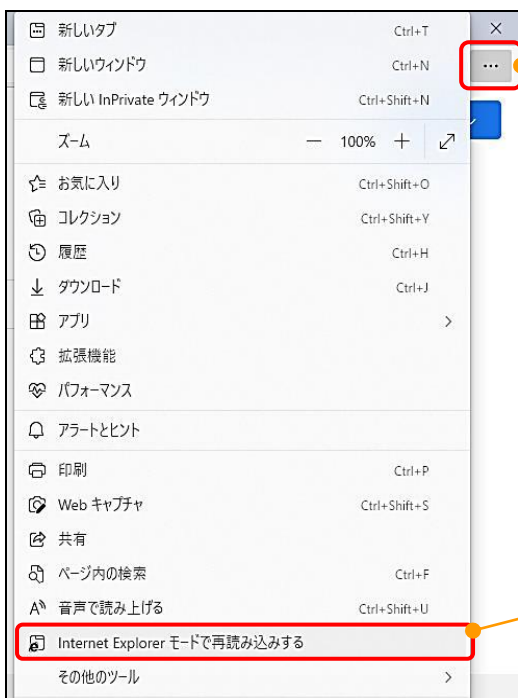 新しいタブ Ctrl+T
新しいウィンドウ Ctrl+N
新しい InPrivate ウィンドウ Ctrl+Shift+N
ズーム — 100% +
お気に入り Ctrl+Shift+O
コレクション Ctrl+Shift+Y
履歴 Ctrl+H
ダウンロード Ctrl+J
アプリ
拡張機能
パフォーマンス
アラートとヒント
印刷 Ctrl+P
Web キャプチャ Ctrl+Shift+S
共有
ページ内の検索 Ctrl+F
音声で読み上げる Ctrl+Shift+U
Internet Explorer モードで再読み込みする
その他のツール